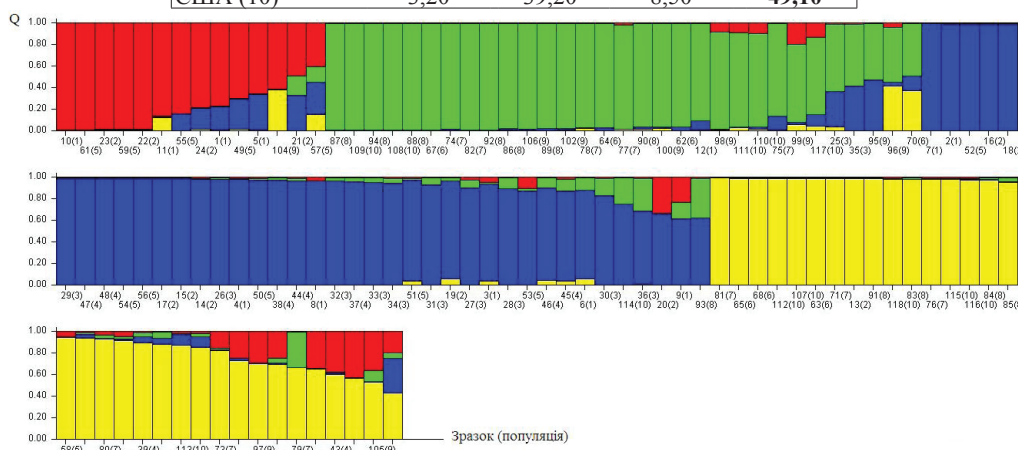 США (10) 3,20 39,20 8,50 49,10
Q
1.00
0.80
0.60
0.40
0.20
0.00
10(1) 23(2) 22(2) 95(5) 1(1) 5(1) 21(2) 87(8) 94(8) 88(8) 74(7) 92(8) 106(9) 102(9) 64(6) 90(8) 62(6) 98(9) 110(10) 99(9) 25(3) 95(9) 70(6) 2(1) 16(2)
61(5) 59(5) 11(1) 24(2) 49(5) 104(9) 57(5) 109(10) 108(10) 67(6) 82(7) 86(8) 89(8) 78(7) 77(7) 100(9) 12(1) 111(10) 75(7) 117(10) 35(3) 96(9) 7(1) 52(5)
1.00
0.80
0.60
0.40
0.20
0.00
29(3) 48(4) 56(5) 15(2) 26(3) 50(5) 44(4) 32(3) 33(3) 51(5) 19(2) 3(1) 53(5) 45(4) 30(3) 36(3) 9(1) 81(7) 68(6) 107(10) 71(7) 91(8) 83(8) 115(10) 84(8)
47(4) 54(5) 17(2) 14(2) 4(1) 38(4) 8(1) 37(4) 34(3) 31(3) 27(3) 28(3) 46(4) 6(1) 114(10) 20(2) 93(8) 65(6) 112(10) 63(6) 13(2) 118(10) 76(7) 116(10)
1.00
0.80
0.60
0.40
0.20
0.00
Зразок (популяція)